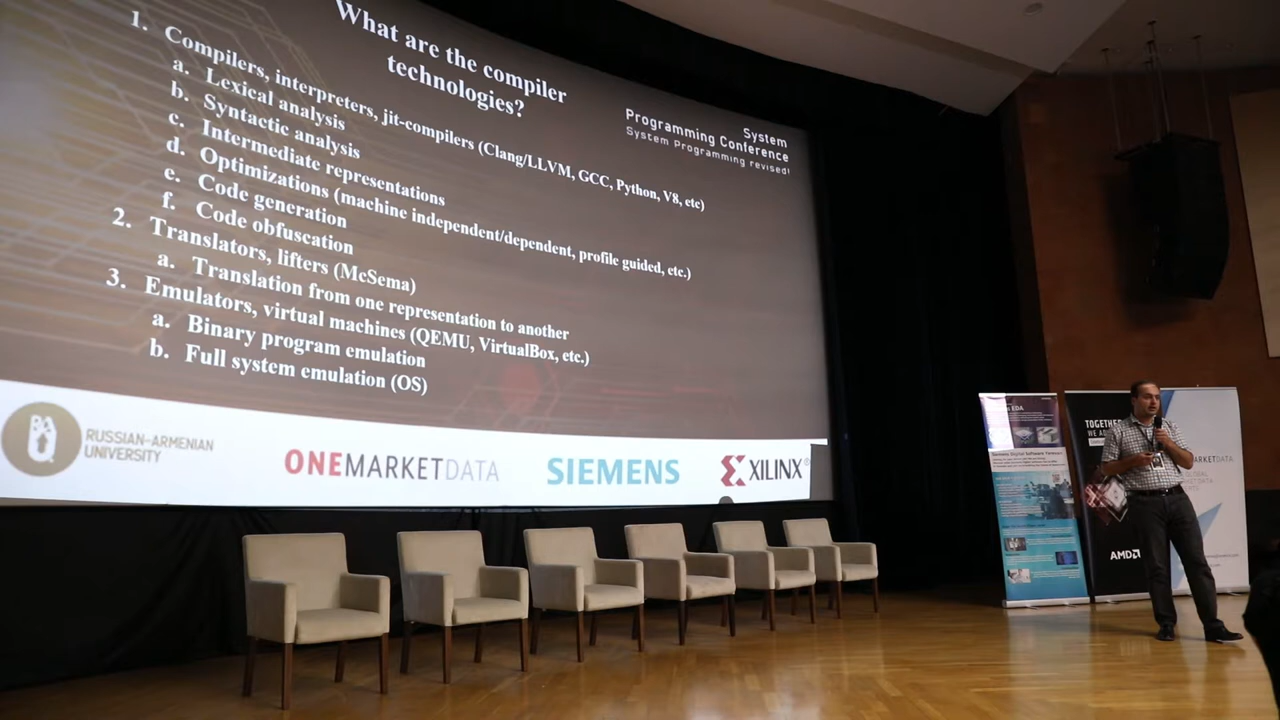 What are the compiler
technologies?
System
Programming Conference
System Programming revised!
1. Compilers, interpreters, jit-compilers (Clang/LLVM, GCC, Python, V8, etc)
a. Lexical analysis
b. Syntactic analysis
c. Intermediate representations
d. Optimizations (machine independent/dependent, profile guided, etc.)
e. Code generation
f. Code obfuscation
2. Translators, lifters (McSema)
a. Translation from one representation to another
3. Emulators, virtual machines (QEMU, VirtualBox, etc.)
a. Binary program emulation
b. Full system emulation (OS)
RUSSIAN-ARMENIAN
UNIVERSITY
ONEMARKETDATA
SIEMENS
XILINX
EDA
TOGETHER
WE
AMD
MARKETDATA